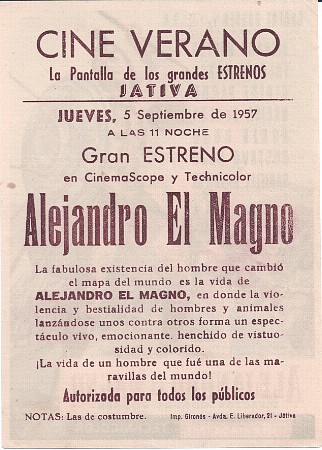 CINE VERANO
La Pantalla de los grandes ESTRENOS
JATIVA
JUEVES, 5 Septiembre de 1957
A LAS 11 NOCHE
Gran ESTRENO
en CinemaScope y Technicolor
Alejandro El Magno
La fabulosa existencia del hombre que cambió
el mapa del mundo es la vida de
ALEJANDRO EL MAGNO, en donde la vio-
lencia y bestialidad de hombres y animales
lanzándose unos contra otros forma un espec-
táculo vivo, emocionante, henchido de vistuo-
sidad y colorido.
¡La vida de un hombre que fué una de las ma-
ravillas del mundo!
Autorizada para todos los públicos
NOTAS: Las de costumbre.
Imp. Gironés - Avda. E. Liberador, 21 - Játiva